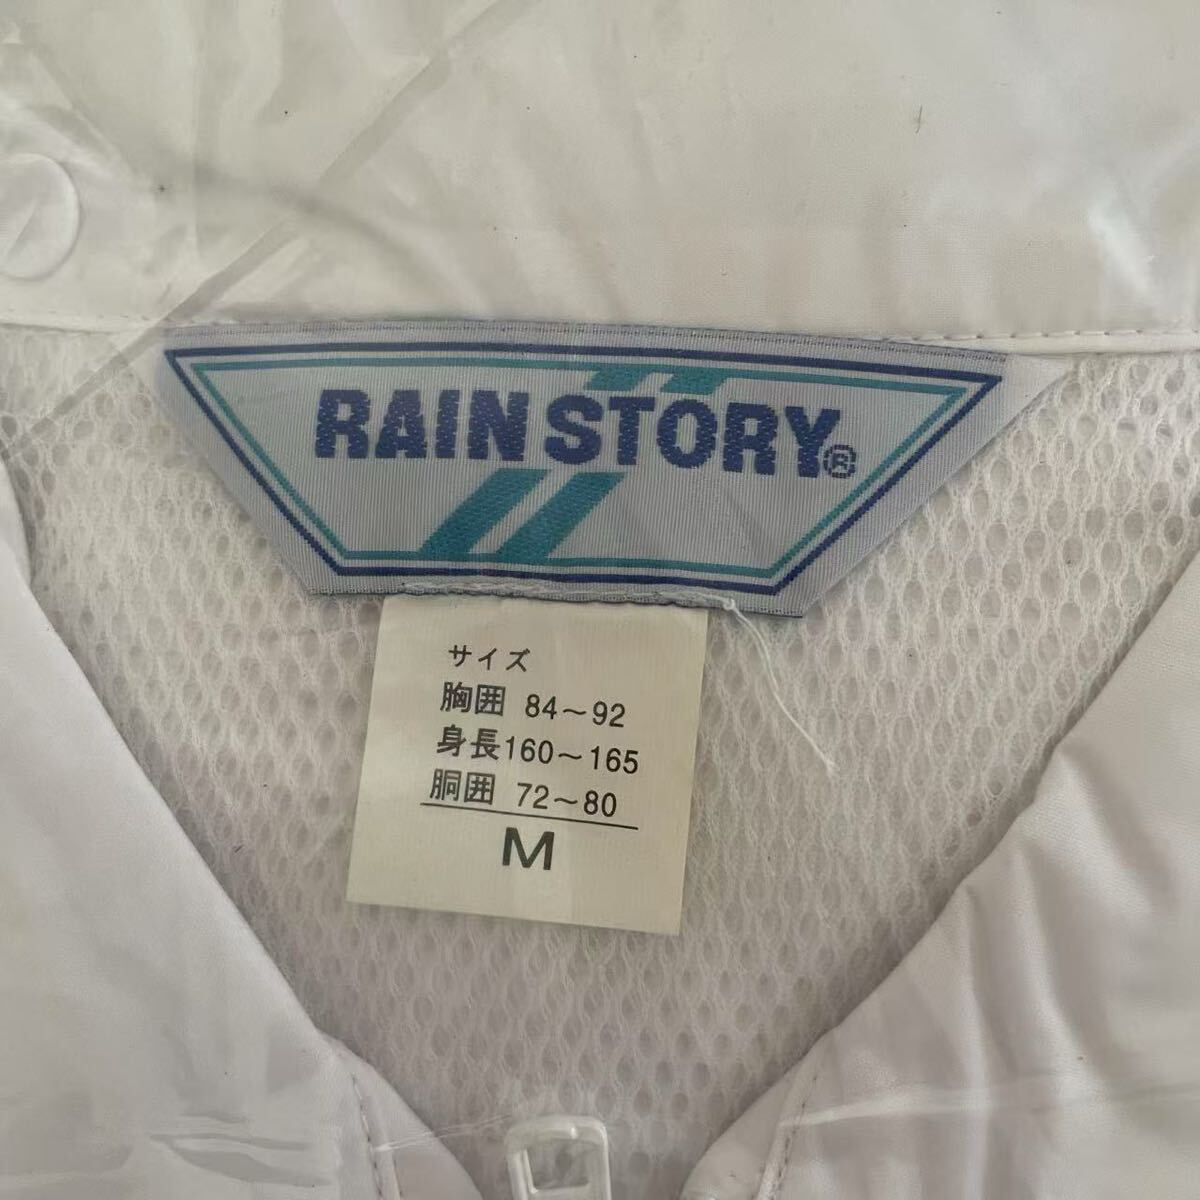 RAIN STORY®
サイズ
胸囲 84～92
身長160～165
胴囲 72～80
M